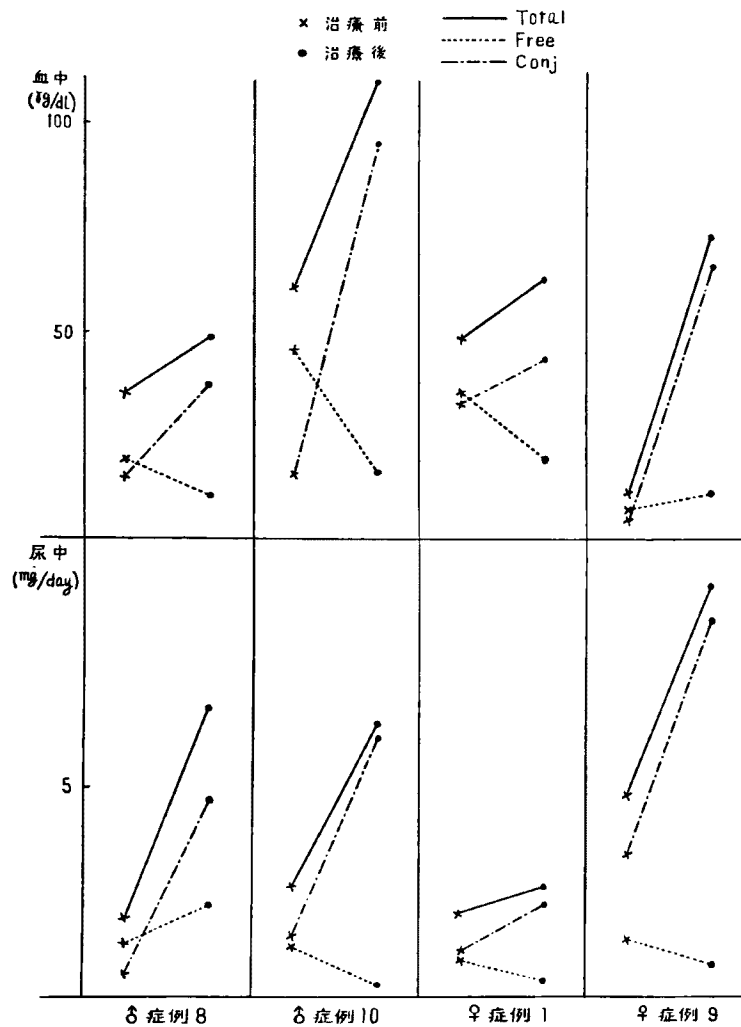 × 治療前
● 治療後
Total
Free
Conj
血中
(γg/dl)
100
50
尿中
(mg/day)
5
♂ 症例 8
♂ 症例 10
♀ 症例 1
♀ 症例 9